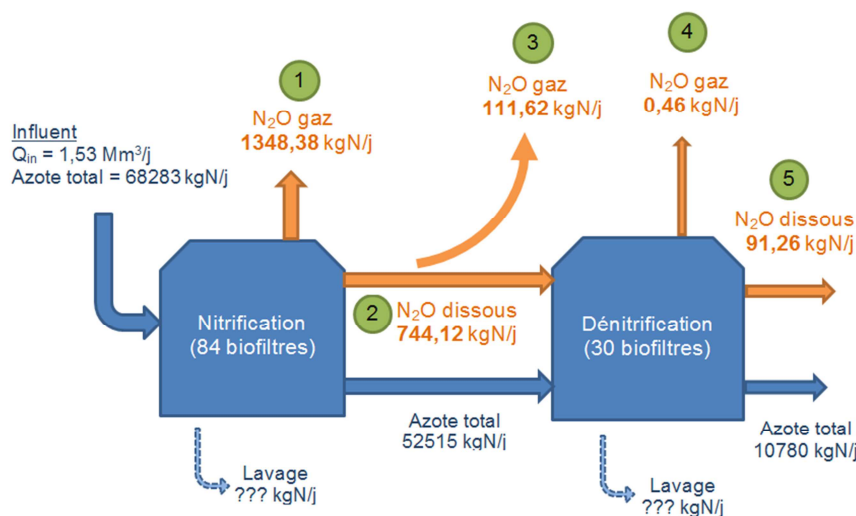 1
N₂O gaz
1348,38 kgN/j
3
N₂O gaz
111,62 kgN/j
4
N₂O gaz
0,46 kgN/j
Influent
Qin = 1,53 Mm³/j
Azote total = 68283 kgN/j
5
N₂O dissous
91,26 kgN/j
Nitrification
(84 biofiltres)
2
N₂O dissous
744,12 kgN/j
Dénitrification
(30 biofiltres)
Azote total
52515 kgN/j
Azote total
10780 kgN/j
Lavage
??? kgN/j
Lavage
??? kgN/j